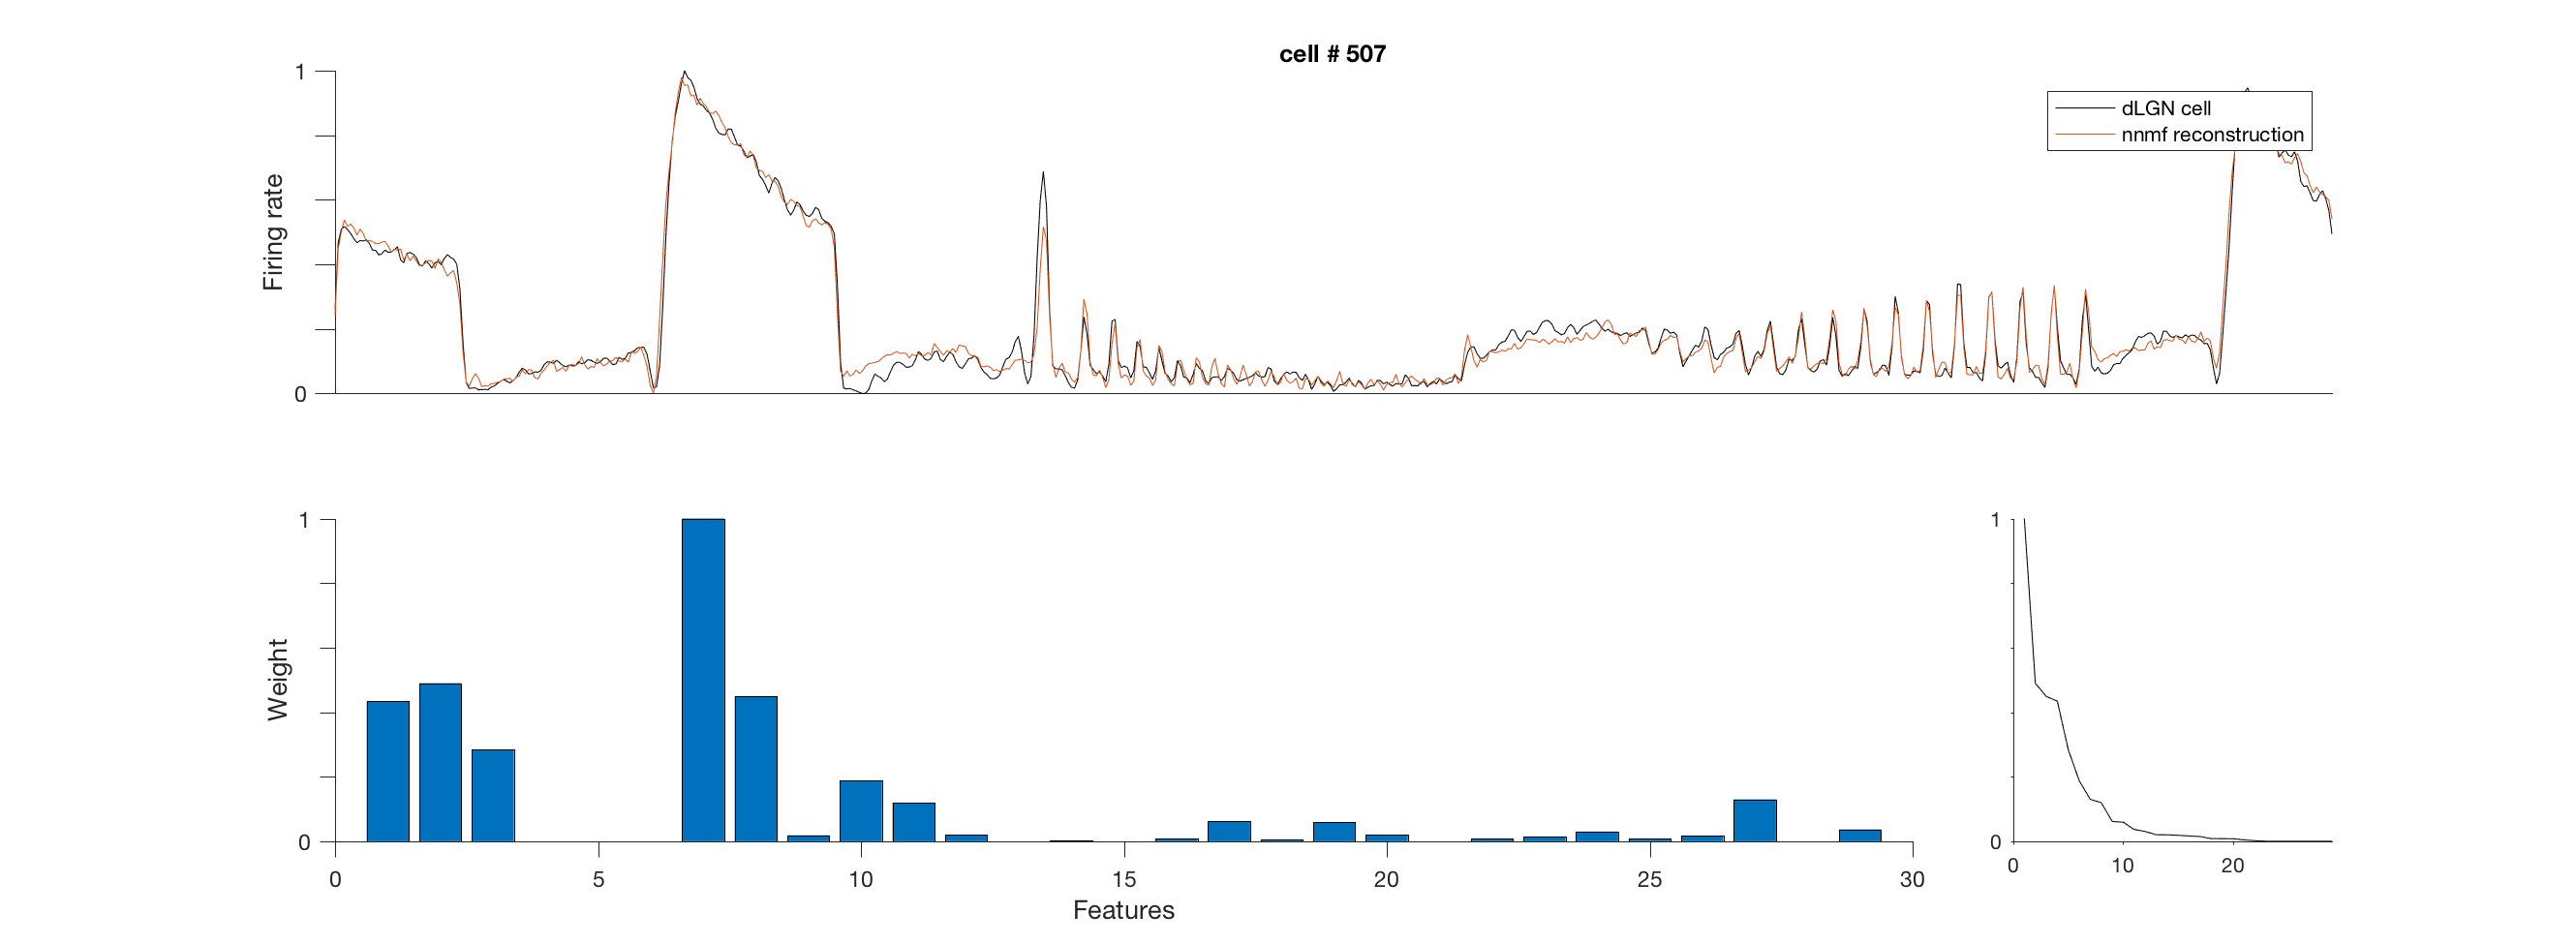 cell # 507
1
dLGN cell
nnmf reconstruction
Firing rate
0
1
Weight
0
0 5 10 15 20 25 30
Features
1
0
0 10 20